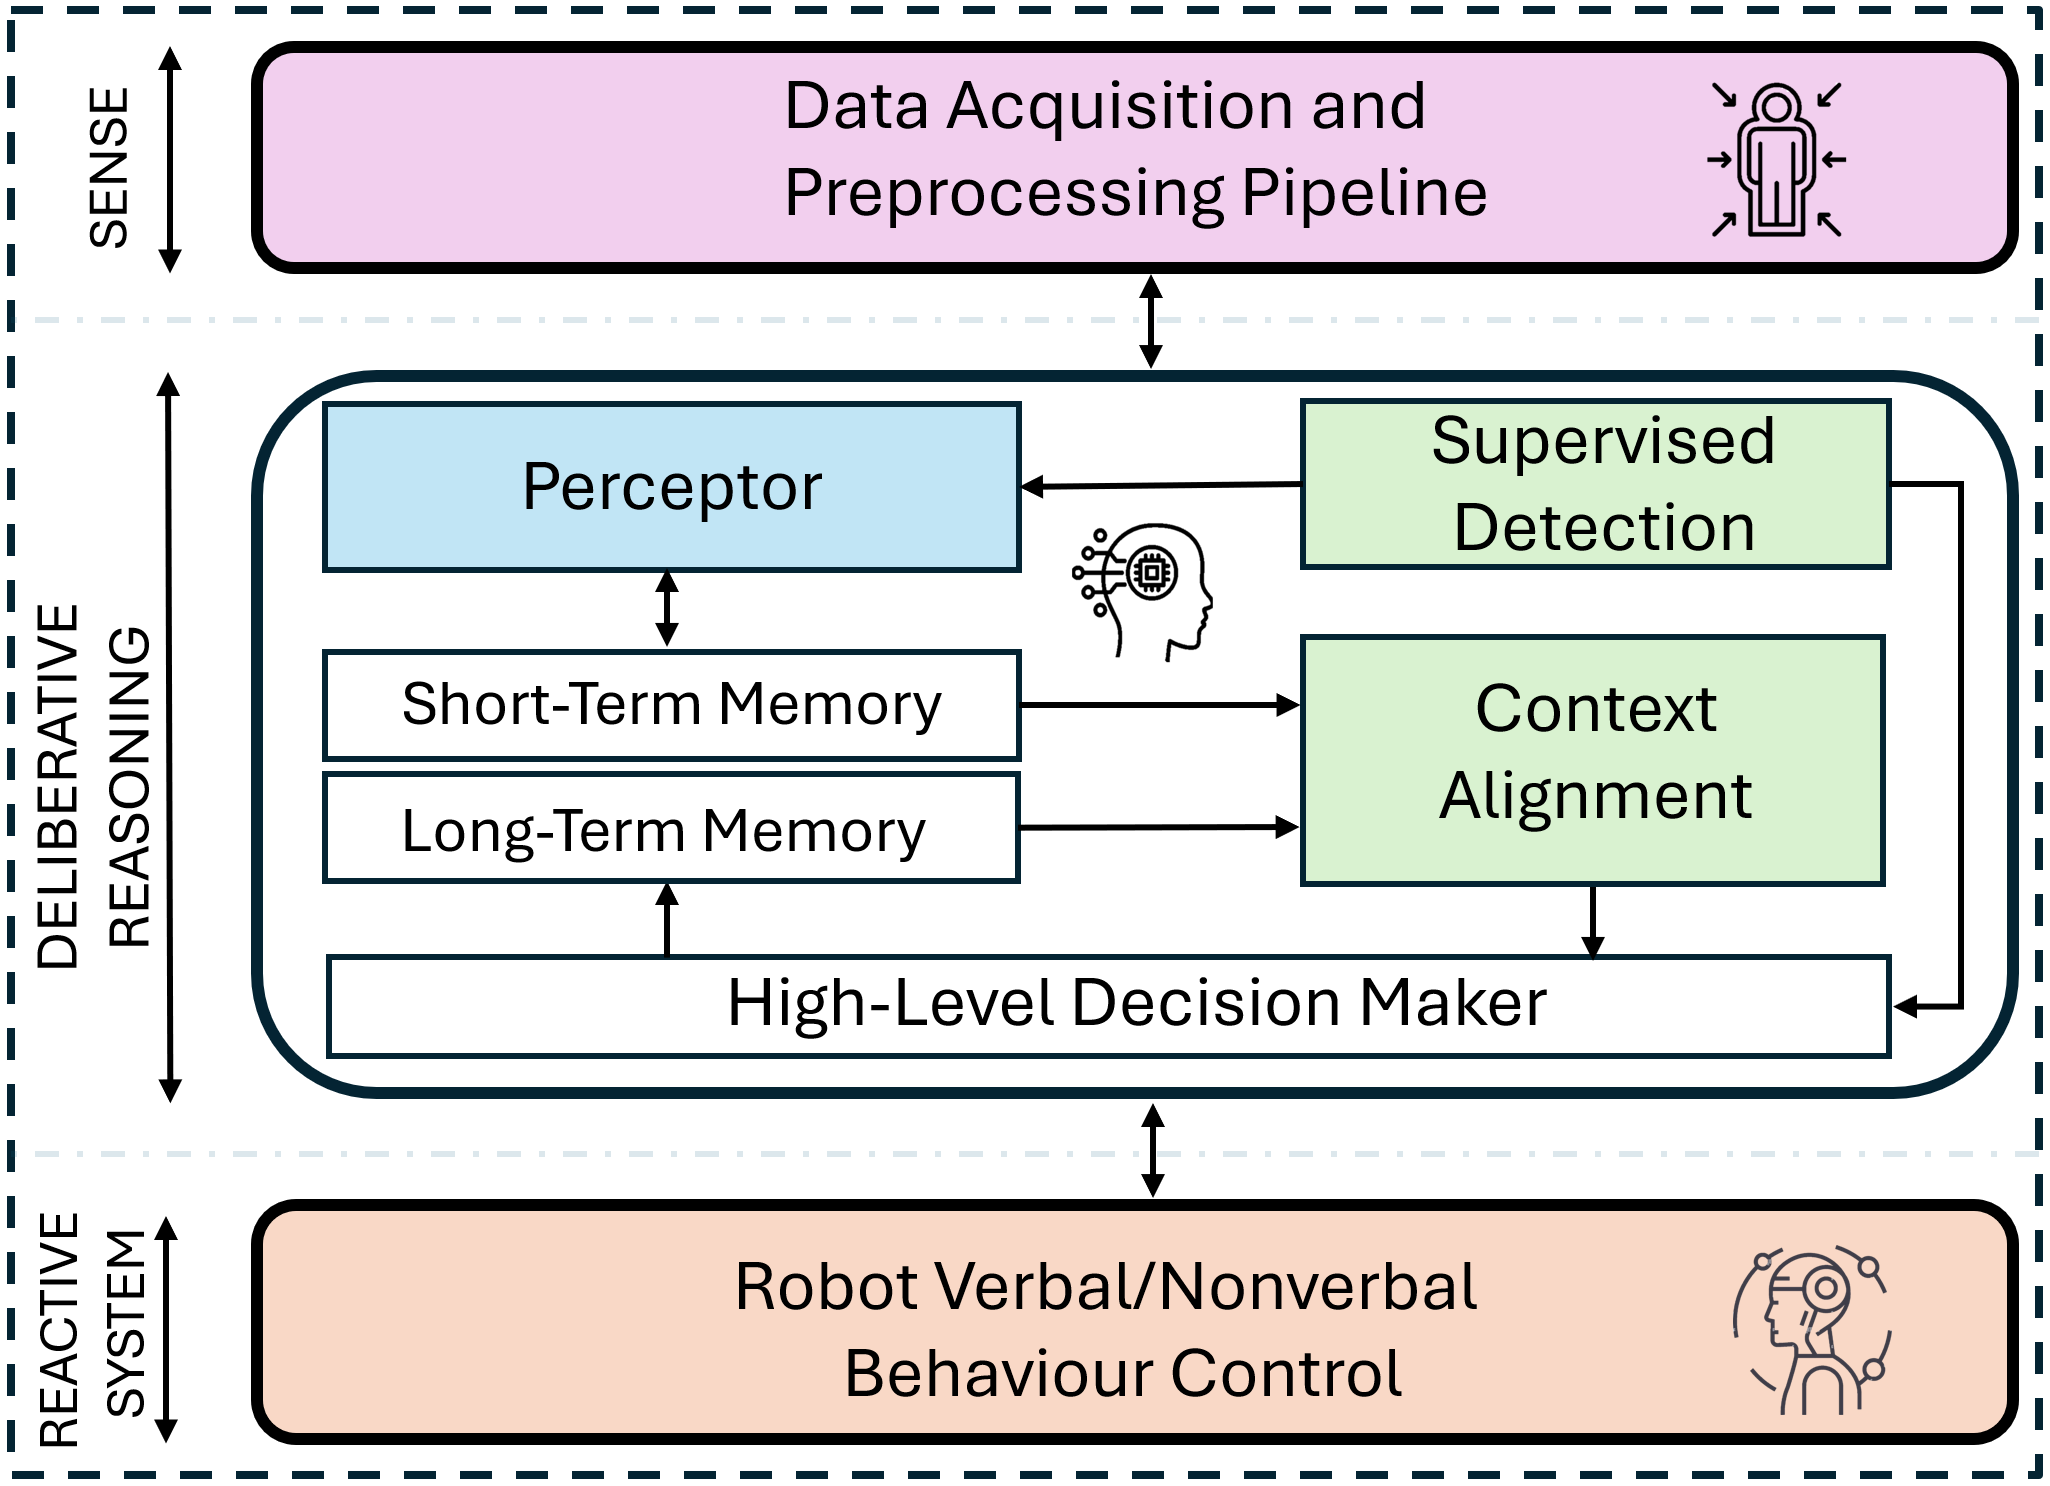 SENSE
Data Acquisition and
Preprocessing Pipeline
DELIBERATIVE
REASONING
Perceptor
Supervised
Detection
Short-Term Memory
Long-Term Memory
Context
Alignment
High-Level Decision Maker
REACTIVE
SYSTEM
Robot Verbal/Nonverbal
Behaviour Control